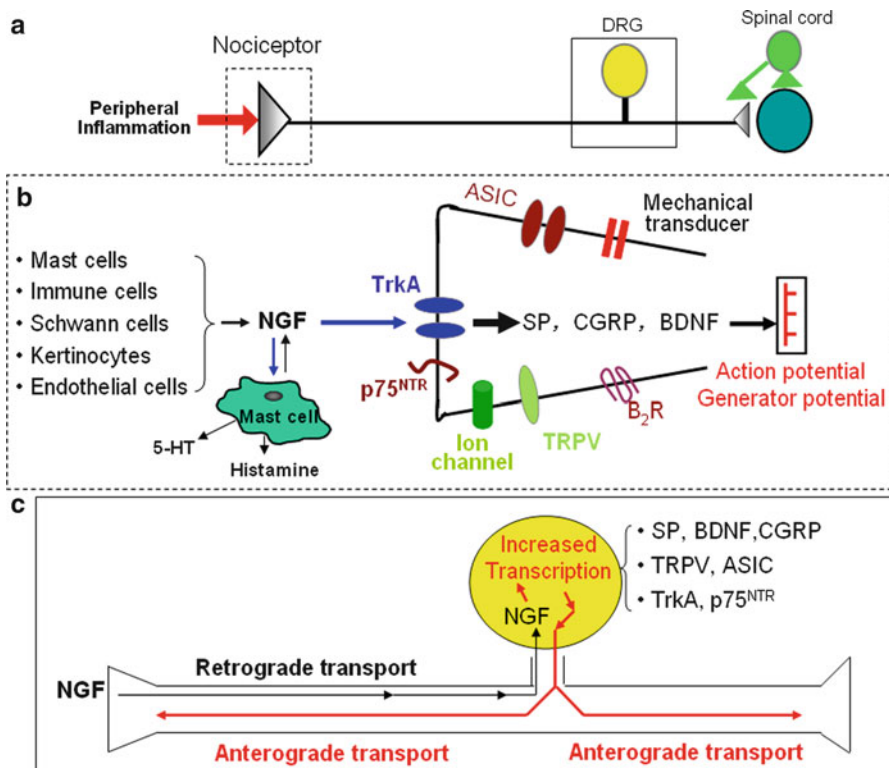 a
Nociceptor
DRG
Spinal cord
Peripheral
Inflammation
b
• Mast cells
• Immune cells
• Schwann cells
• Kertinocytes
• Endothelial cells
NGF
Mast cell
5-HT
Histamine
TrkA
p75NTR
ASIC
Mechanical
transducer
SP, CGRP, BDNF
Action potential
Generator potential
Ion
channel
TRPV
B2R
c
Increased
Transcription
NGF
• SP, BDNF,CGRP
• TRPV, ASIC
• TrkA, p75NTR
NGF
Retrograde transport
Anterograde transport
Anterograde transport